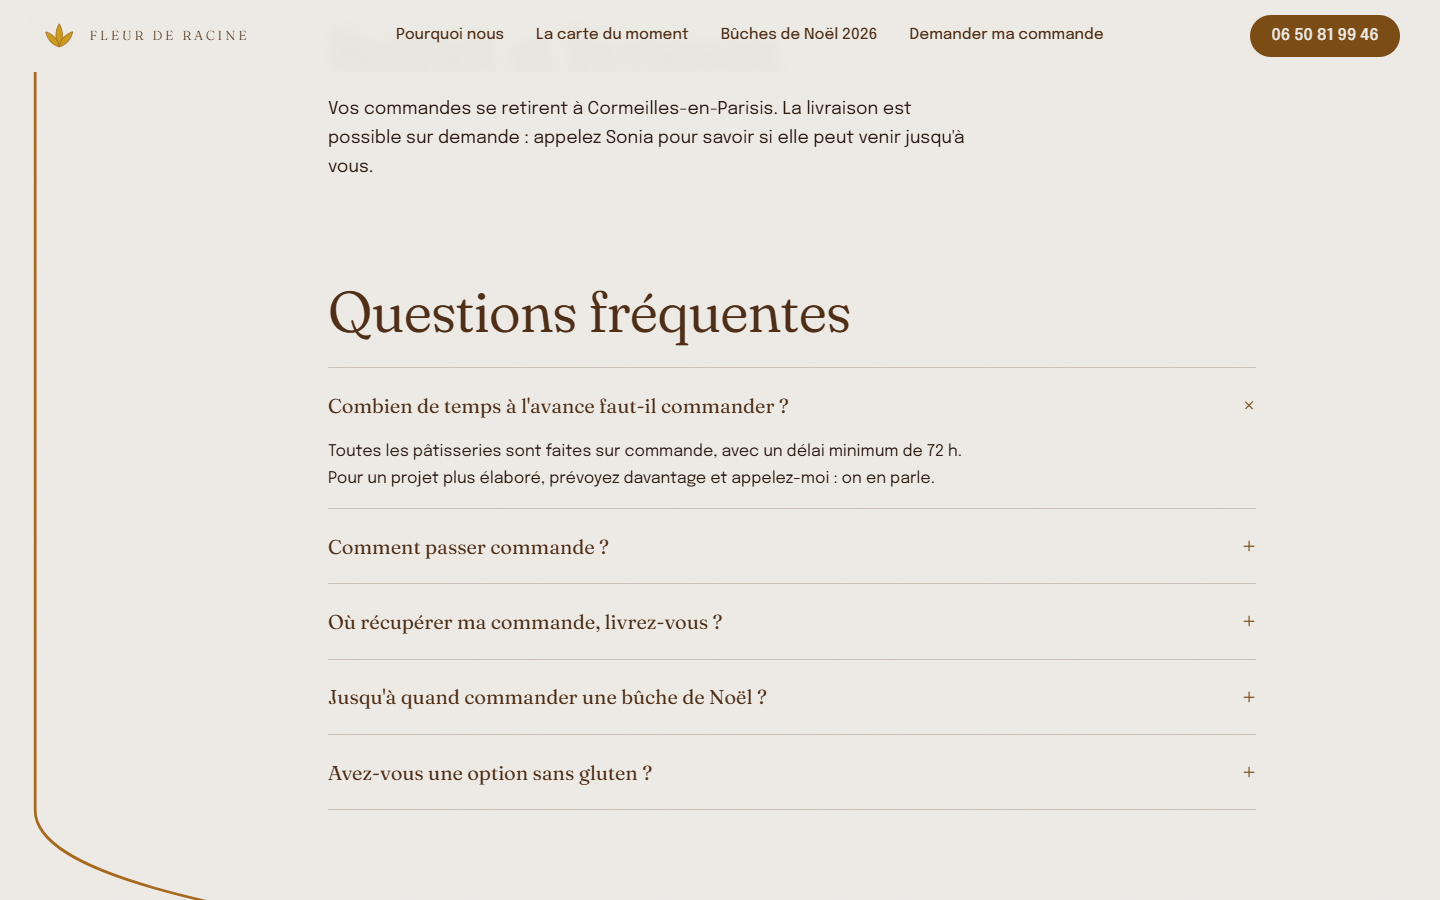 FLEUR DE RACINE
Pourquoi nous
La carte du moment
Bûches de Noël 2026
Demander ma commande
06 50 81 99 46
Vos commandes se retirent à Cormeilles-en-Parisis. La livraison est
possible sur demande : appelez Sonia pour savoir si elle peut venir jusqu'à
vous.
Questions fréquentes
Combien de temps à l'avance faut-il commander ?
Toutes les pâtisseries sont faites sur commande, avec un délai minimum de 72 h.
Pour un projet plus élaboré, prévoyez davantage et appelez-moi : on en parle.
Comment passer commande ?
Où récupérer ma commande, livrez-vous ?
Jusqu'à quand commander une bûche de Noël ?
Avez-vous une option sans gluten ?